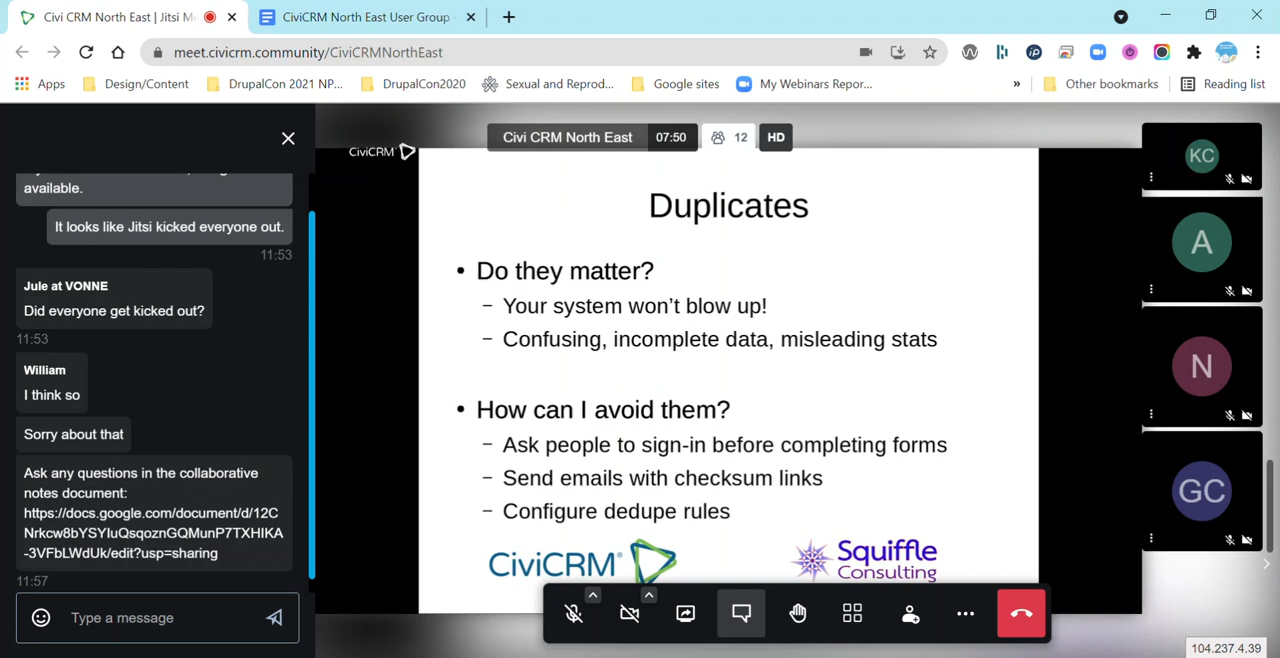 Civi CRM North East | Jitsi M
CiviCRM North East User Group -
meet.civicrm.community/CiviCRMNorthEast
Apps
Design/Content
DrupalCon 2021 NP...
DrupalCon2020
Sexual and Reprod...
Google sites
My Webinars Repor...
»
Other bookmarks
Reading list
available.
It looks like Jitsi kicked everyone out.
11:53
Jule at VONNE
Did everyone get kicked out?
11:53
William
I think so
Sorry about that
Ask any questions in the collaborative
notes document:
https://docs.google.com/document/d/12C
Nrkcw8bYSYIuQsqoznGQMunP7TXHIKA
-3VFbLWdUk/edit?usp=sharing
11:57
Type a message
CiviCRM
Civi CRM North East
07:50
12
HD
Duplicates
• Do they matter?
– Your system won’t blow up!
– Confusing, incomplete data, misleading stats
• How can I avoid them?
– Ask people to sign-in before completing forms
– Send emails with checksum links
– Configure dedupe rules
CiviCRM®
Squiffle
Consulting
KC
A
N
GC
104.237.4.39